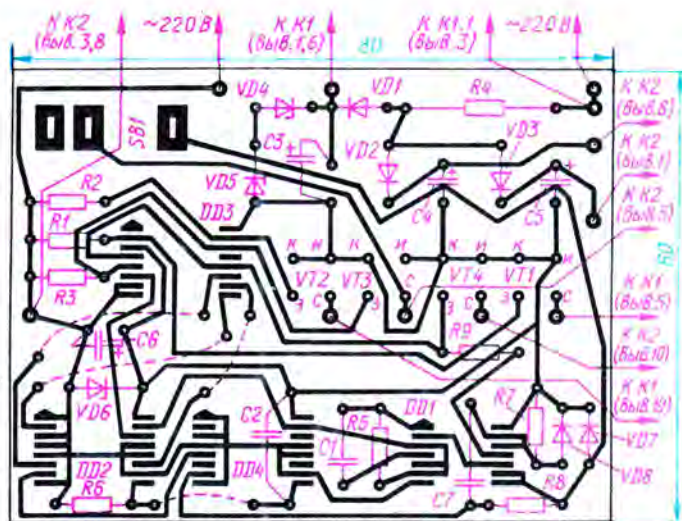 К К2 (Выв.3,8
~220В
К К1 (Выв.1,6)
К К1.1 (Выв.3)
~220В
80
VD4
VD1
R4
К К2 (Выв.8)
SB1
C3
+
VD2
VD3
К К2 (Выв.1)
R2
VD5
+
+
C4
C5
К К2 (Выв.5)
R1
DD3
К
И
К
И
К
И
К
И
60
R3
VT2
VT3
VT4
VT1
К К1 (Выв.5)
З
С
З
С
З
С
З
С
C6
+
R9
К К2 (Выв.10)
К К1 (Выв.10)
VD6
C2
R5
DD1
R7
VD7
C1
DD2
DD4
VD8
R6
C7
R8